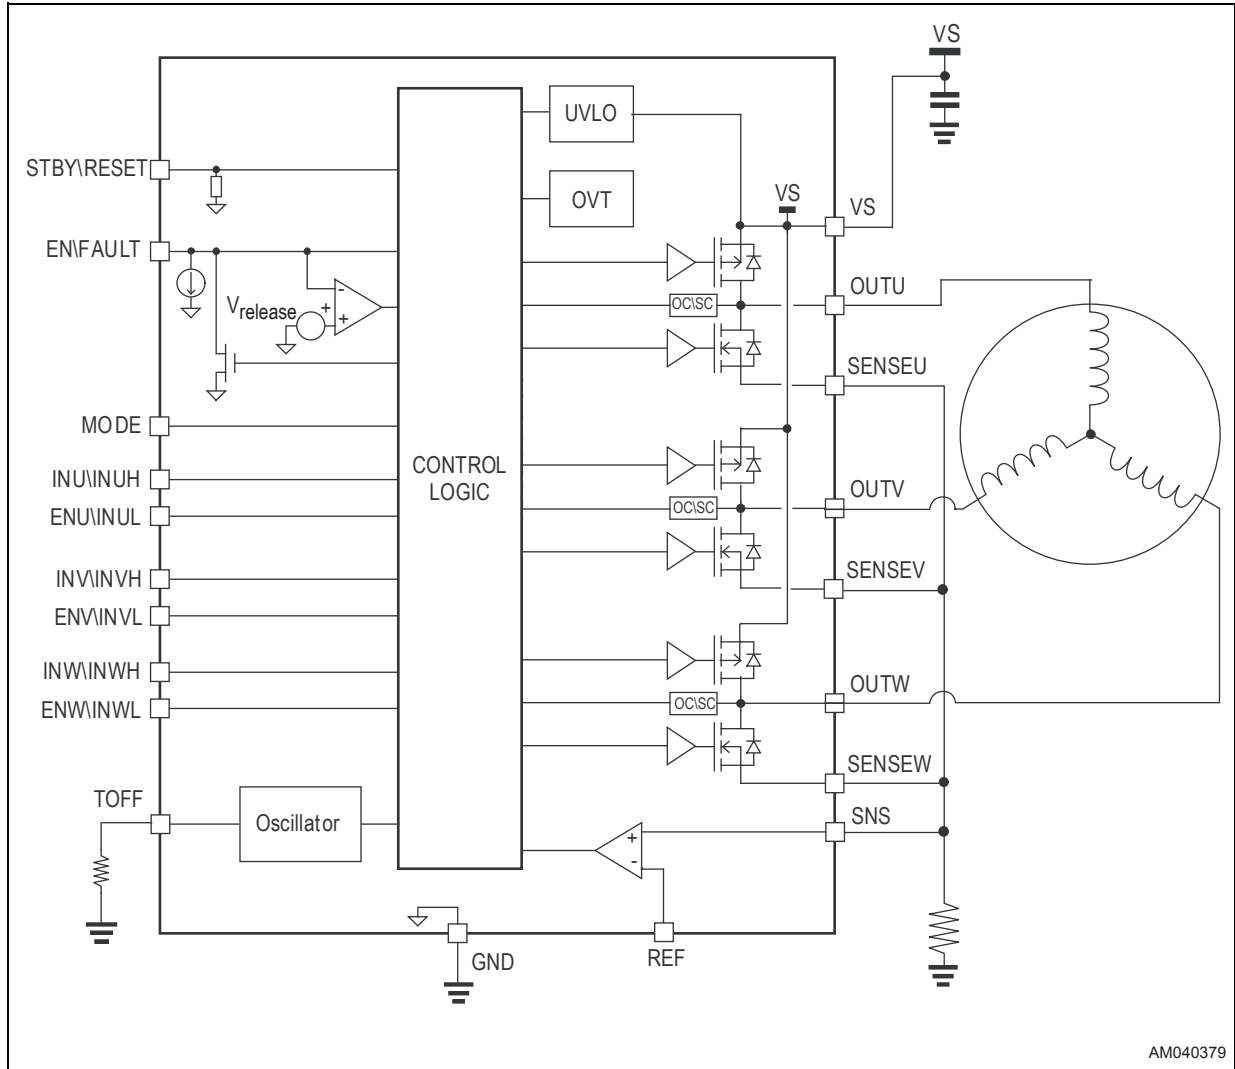 VS
UVLO
STBY\RESET
OVT
VS
VS
EN\FAULT
OUTU
Vrelease
+
-
+
OC\SC
SENSEU
MODE
CONTROL
LOGIC
INU\INUH
OUTV
OC\SC
ENU\INUL
INV\INVH
SENSEV
ENV\INVL
INW\INWH
OUTW
OC\SC
ENW\INWL
SENSEW
TOFF
SNS
Oscillator
+
-
GND
REF
AM040379